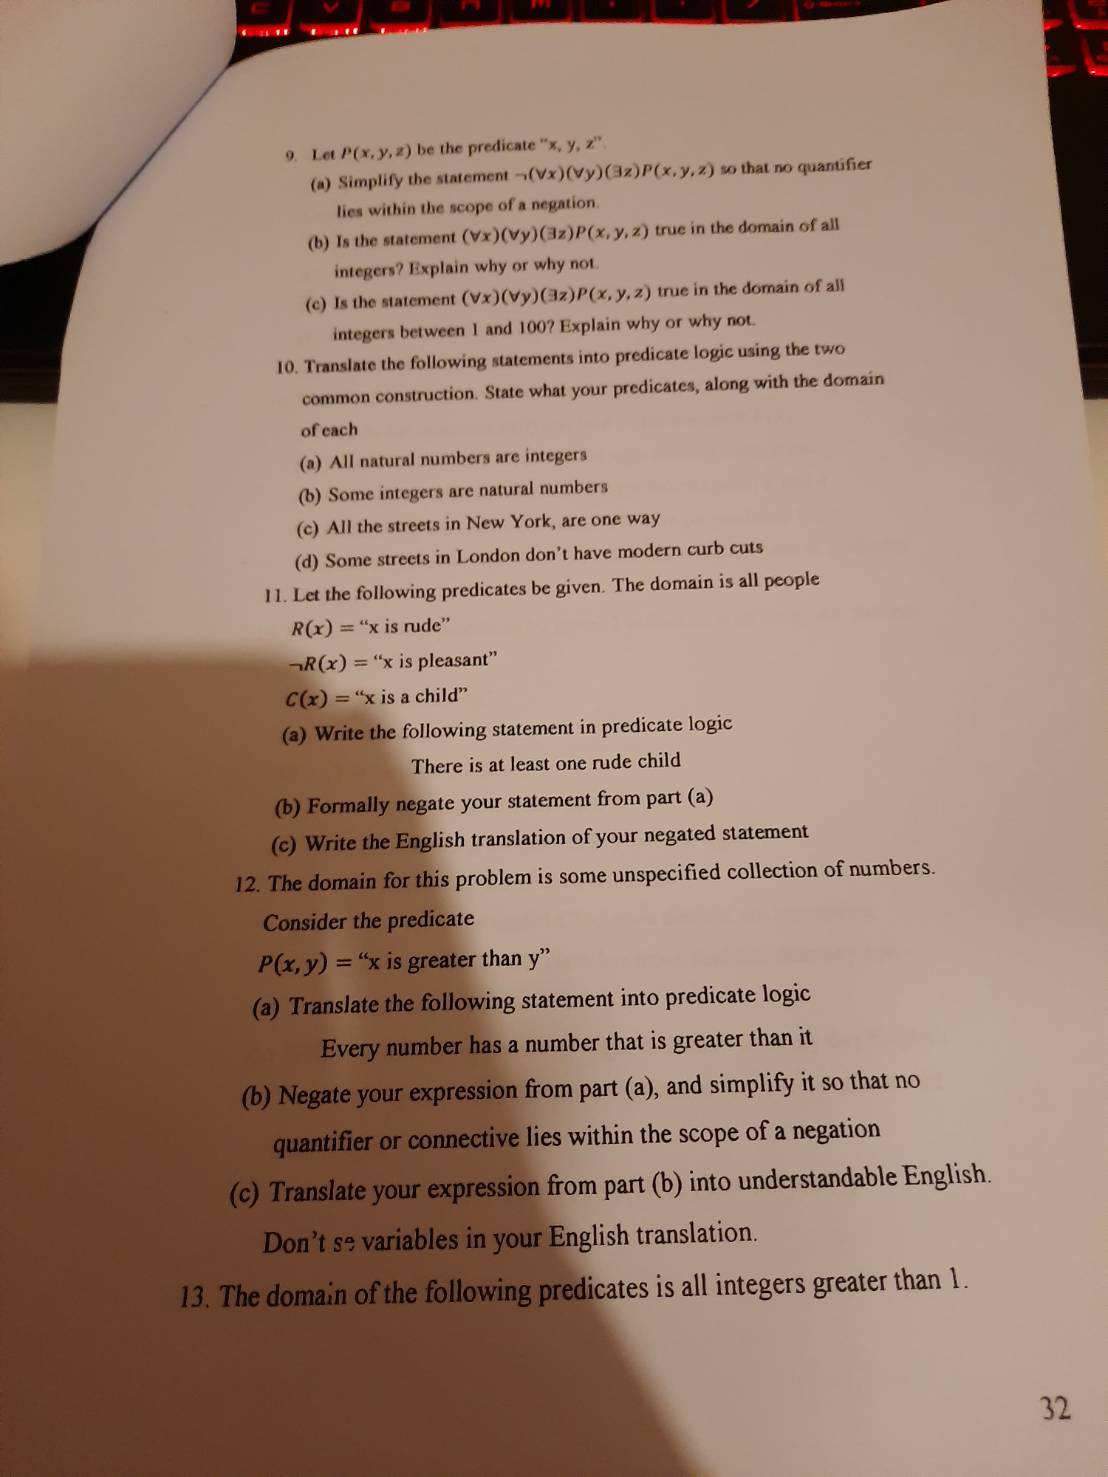 9. Let P(x, y, z) be the predicate "x, y, z".
(a) Simplify the statement ¬(∀x)(∀y)(∃z)P(x, y, z) so that no quantifier
lies within the scope of a negation.
(b) Is the statement (∀x)(∀y)(∃z)P(x, y, z) true in the domain of all
integers? Explain why or why not.
(c) Is the statement (∀x)(∀y)(∃z)P(x, y, z) true in the domain of all
integers between 1 and 100? Explain why or why not.
10. Translate the following statements into predicate logic using the two
common construction. State what your predicates, along with the domain
of each
(a) All natural numbers are integers
(b) Some integers are natural numbers
(c) All the streets in New York, are one way
(d) Some streets in London don't have modern curb cuts
11. Let the following predicates be given. The domain is all people
R(x) = "x is rude"
¬R(x) = "x is pleasant"
C(x) = "x is a child"
(a) Write the following statement in predicate logic
There is at least one rude child
(b) Formally negate your statement from part (a)
(c) Write the English translation of your negated statement
12. The domain for this problem is some unspecified collection of numbers.
Consider the predicate
P(x, y) = "x is greater than y"
(a) Translate the following statement into predicate logic
Every number has a number that is greater than it
(b) Negate your expression from part (a), and simplify it so that no
quantifier or connective lies within the scope of a negation
(c) Translate your expression from part (b) into understandable English.
Don't se variables in your English translation.
13. The domain of the following predicates is all integers greater than 1.
32